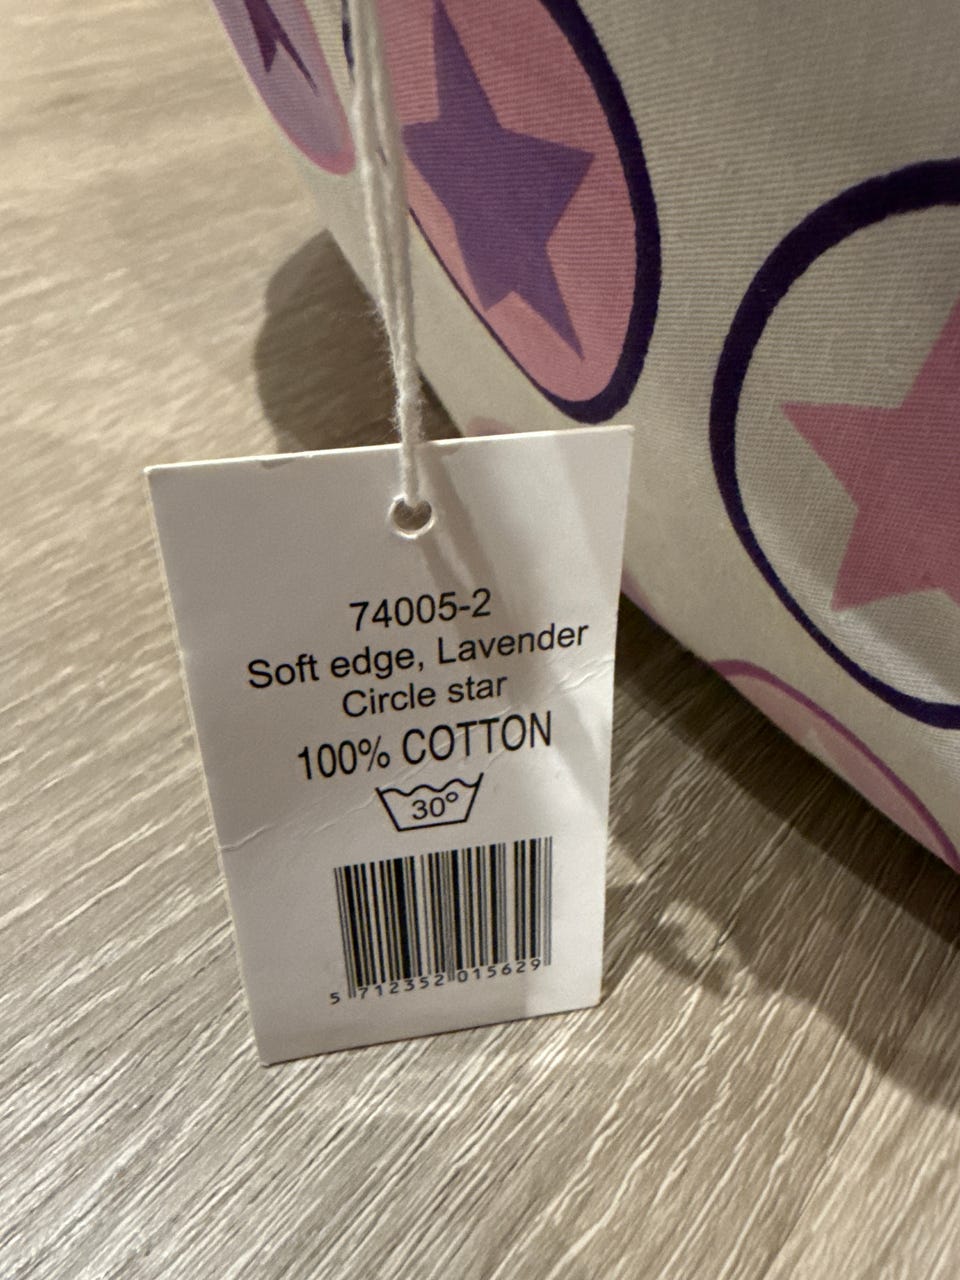 74005-2
Soft edge, Lavender
Circle star
100% COTTON
30°
5 712352 015629